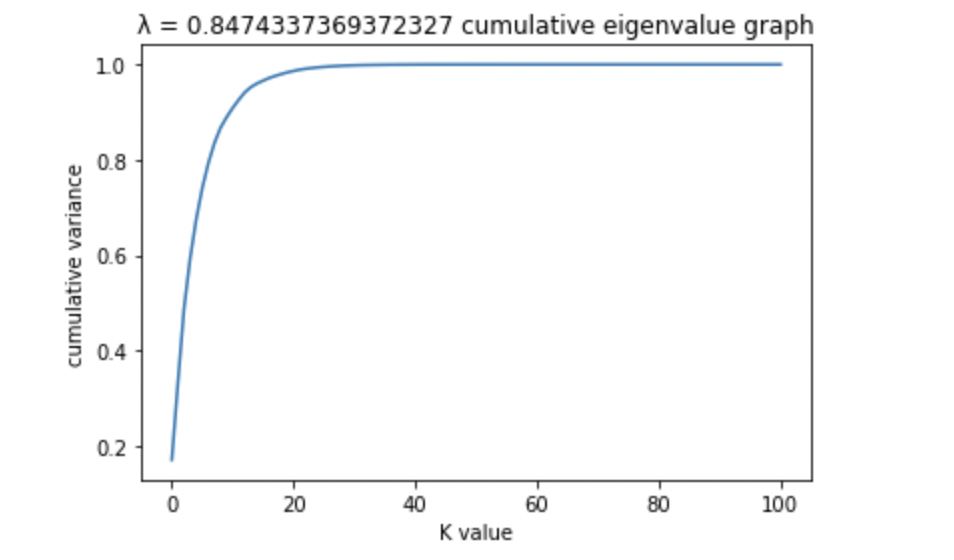 λ = 0.8474337369372327 cumulative eigenvalue graph
1.0
0.8
0.6
0.4
0.2
cumulative variance
0 20 40 60 80 100
K value